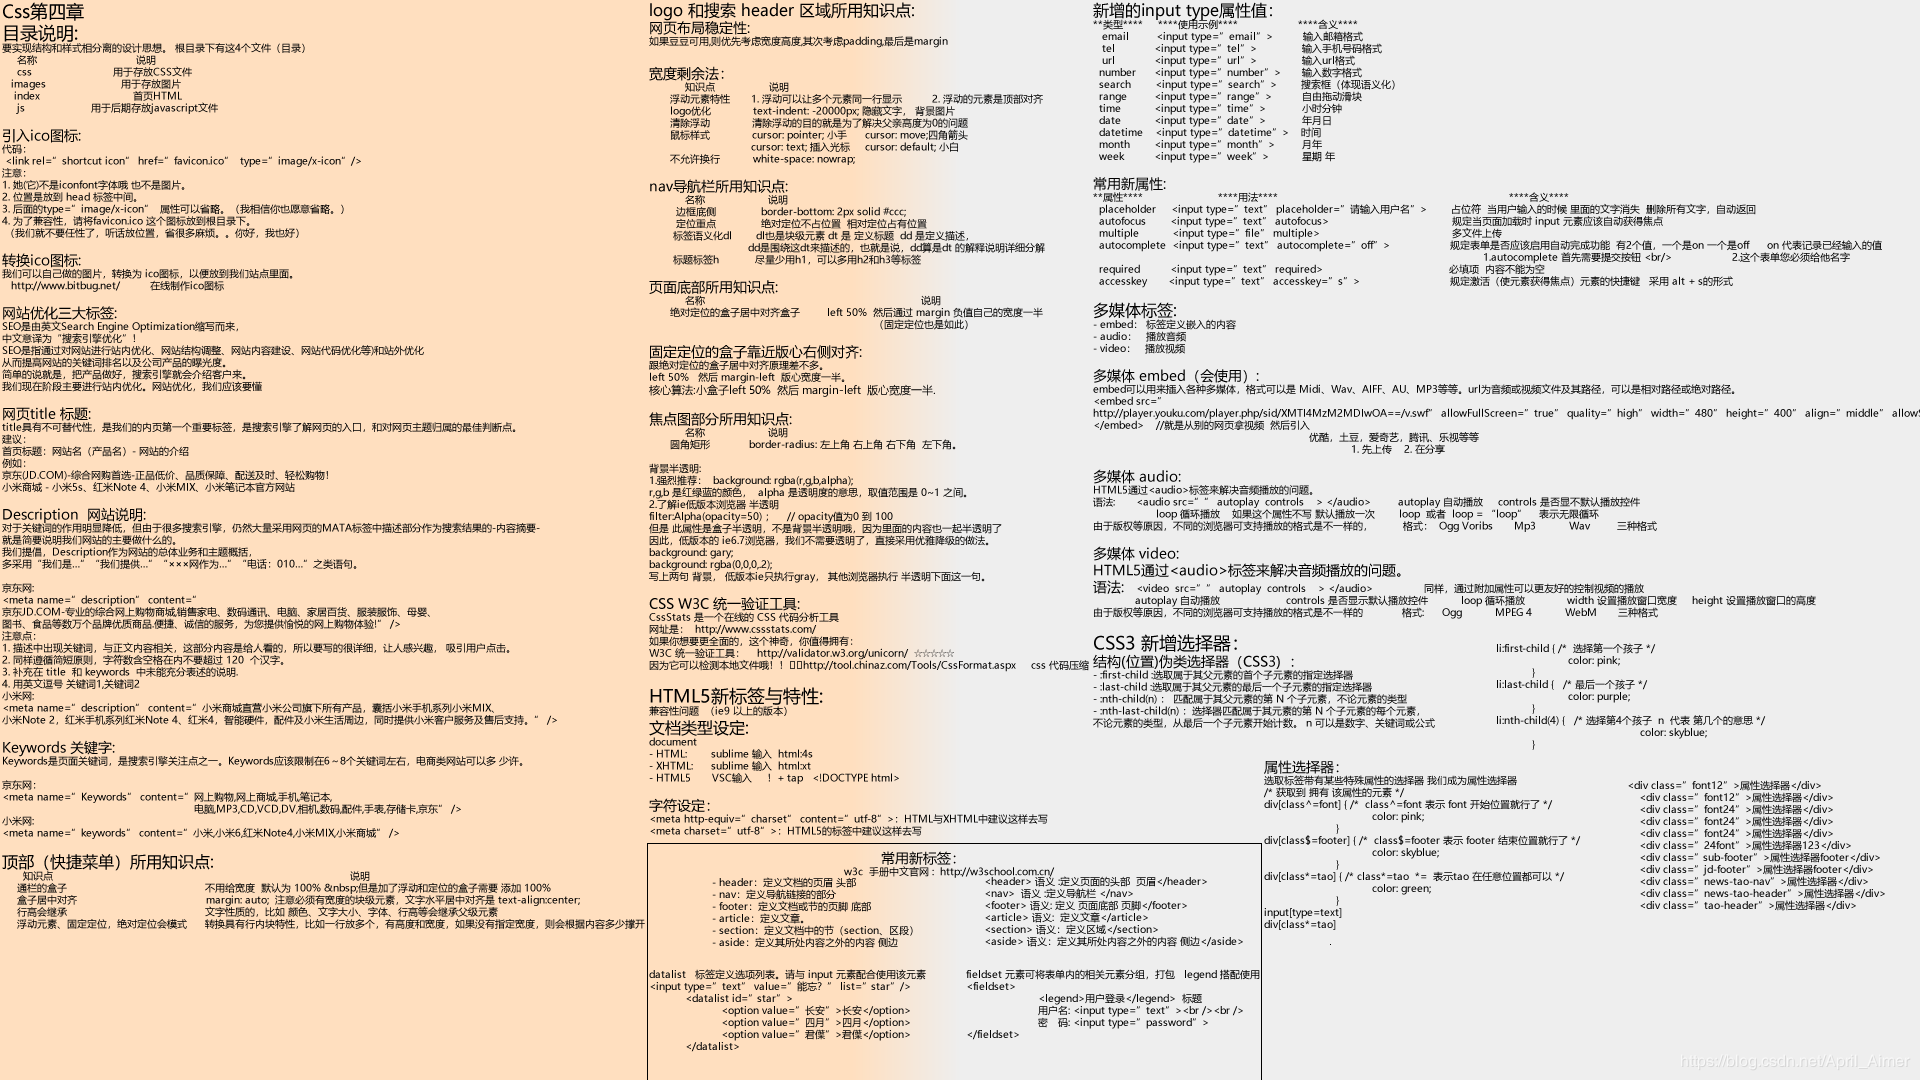 Css第四章
目录说明:
要实现结构和样式相分离的设计思想。 根目录下有这4个文件（目录）
名称 说明
css 用于存放CSS文件
images 用于存放图片
index 首页HTML
js 用于后期存放javascript文件
引入ico图标:
代码:
<link rel=”shortcut icon” href=”favicon.ico” type=”image/x-icon”/>
注意:
1. 她(它)不是iconfont字体哦 也不是图片。
2. 位置是放到 head 标签中间。
3. 后面的type=”image/x-icon” 属性可以省略。（我相信你也愿意省略。）
4. 为了兼容性，请将favicon.ico 这个图标放到根目录下。
（我们就不要任性了，听话放位置，省很多麻烦。。你好，我也好）
转换ico图标:
我们可以自己做的图片，转换为 ico图标，以便放到我们站点里面。
http://www.bitbug.net/ 在线制作ico图标
网站优化三大标签:
SEO是由英文Search Engine Optimization缩写而来，
中文意译为“搜索引擎优化”！
SEO是指通过对网站进行站内优化、网站结构调整、网站内容建设、网站代码优化等)和站外优化
从而提高网站的关键词排名以及公司产品的曝光度。
简单的说就是，把产品做好，搜索引擎就会介绍客户来。
我们现在阶段主要进行站内优化。网站优化，我们应该要懂
网页title 标题:
title具有不可替代性，是我们的内页第一个重要标签，是搜索引擎了解网页的入口，和对网页主题归属的最佳判断点。
建议:
首页标题：网站名（产品名）- 网站的介绍
例如：
京东(JD.COM)-综合网购首选-正品低价、品质保障、配送及时、轻松购物！
小米商城 - 小米5s、红米Note 4、小米MIX、小米笔记本官方网站
Description 网站说明:
对于关键词的作用明显降低，但由于很多搜索引擎，仍然大量采用网页的MATA标签中描述部分作为搜索结果的-内容摘要-
就是简要说明我们网站的主要做什么的。
我们提倡，Description作为网站的总体业务和主题概括，
多采用“我们是…”“我们提供…”“×××网作为…”“电话：010…”之类语句。
京东网:
<meta name=”description” content=”
京东JD.COM-专业的综合网上购物商城,销售家电、数码通讯、电脑、家居百货、服装服饰、母婴、
图书、食品等数万个品牌优质商品.便捷、诚信的服务，为您提供愉悦的网上购物体验!” />
注意点:
1. 描述中出现关键词，与正文内容相关，这部分内容是给人看的，所以要写的很详细，让人感兴趣， 吸引用户点击。
2. 同样遵循简短原则，字符数含空格在内不要超过 120 个汉字。
3. 补充在 title 和 keywords 中未能充分表述的说明.
4. 用英文逗号 关键词1,关键词2
小米网:
<meta name=”description” content=”小米商城直营小米公司旗下所有产品，囊括小米手机系列小米MIX、
小米Note 2，红米手机系列红米Note 4、红米4，智能硬件，配件及小米生活周边，同时提供小米客户服务及售后支持。” />
Keywords 关键字:
Keywords是页面关键词，是搜索引擎关注点之一。Keywords应该限制在6～8个关键词左右，电商类网站可以多 少许。
京东网:
<meta name=”Keywords” content=”网上购物,网上商城,手机,笔记本,
电脑,MP3,CD,VCD,DV,相机,数码,配件,手表,存储卡,京东” />
小米网:
<meta name=”keywords” content=”小米,小米6,红米Note4,小米MIX,小米商城” />
顶部（快捷菜单）所用知识点:
知识点 说明
通栏的盒子 不用给宽度 默认为 100% &nbsp;但是加了浮动和定位的盒子需要 添加 100%
盒子居中对齐 margin: auto; 注意必须有宽度的块级元素，文字水平居中对齐是 text-align:center;
行高会继承 文字性质的，比如 颜色、文字大小、字体、行高等会继承父级元素
浮动元素、固定定位，绝对定位会模式 转换具有行内块特性，比如一行放多个，有高度和宽度，如果没有指定宽度，则会根据内容多少撑开
logo 和搜索 header 区域所用知识点:
网页布局稳定性:
如果豆豆可用,则优先考虑宽度高度,其次考虑padding,最后是margin
宽度剩余法:
知识点 说明
浮动元素特性 1. 浮动可以让多个元素同一行显示 2. 浮动的元素是顶部对齐
logo优化 text-indent: -20000px; 隐藏文字， 背景图片
清除浮动 清除浮动的目的就是为了解决父亲高度为0的问题
鼠标样式 cursor: pointer; 小手 cursor: move;四角箭头
cursor: text; 插入光标 cursor: default; 小白
不允许换行 white-space: nowrap;
nav导航栏所用知识点:
名称 说明
边框底侧 border-bottom: 2px solid #ccc;
定位重点 绝对定位不占位置 相对定位占有位置
标签语义化dl dl也是块级元素 dt 是 定义标题 dd 是定义描述，
dd是围绕这dt来描述的，也就是说，dd算是dt 的解释说明详细分解
标题标签h 尽量少用h1，可以多用h2和h3等标签
页面底部所用知识点:
名称 说明
绝对定位的盒子居中对齐盒子 left 50% 然后通过 margin 负值自己的宽度一半
（固定定位也是如此）
固定定位的盒子靠近版心右侧对齐:
跟绝对定位的盒子居中对齐原理差不多。
left 50% 然后 margin-left 版心宽度一半。
核心算法:小盒子left 50% 然后 margin-left 版心宽度一半.
焦点图部分所用知识点:
名称 说明
圆角矩形 border-radius: 左上角 右上角 右下角 左下角。
背景半透明:
1.强烈推荐： background: rgba(r,g,b,alpha);
r,g,b 是红绿蓝的颜色， alpha 是透明度的意思，取值范围是 0~1 之间。
2.了解ie低版本浏览器 半透明
filter:Alpha(opacity=50) ; // opacity值为0 到 100
但是 此属性是盒子半透明，不是背景半透明哦，因为里面的内容也一起半透明了
因此，低版本的 ie6.7浏览器，我们不需要透明了，直接采用优雅降级的做法。
background: gary;
background: rgba(0,0,0,.2);
写上两句 背景， 低版本ie只执行gray， 其他浏览器执行 半透明下面这一句。
CSS W3C 统一验证工具:
CssStats 是一个在线的 CSS 代码分析工具
网址是： http://www.cssstats.com/
如果你想要更全面的，这个神奇，你值得拥有：
W3C 统一验证工具： http://validator.w3.org/unicorn/ ☆☆☆☆☆
因为它可以检测本地文件哦！！ http://tool.chinaz.com/Tools/CssFormat.aspx css 代码压缩
HTML5新标签与特性:
兼容性问题 （ie9 以上的版本）
文档类型设定:
document
- HTML: sublime 输入 html:4s
- XHTML: sublime 输入 html:xt
- HTML5 VSC输入 ！+ tap <!DOCTYPE html>
字符设定:
<meta http-equiv=”charset” content=”utf-8”>：HTML与XHTML中建议这样去写
<meta charset=”utf-8”>：HTML5的标签中建议这样去写
常用新标签:
w3c 手册中文官网 : http://w3school.com.cn/
- header：定义文档的页眉 头部 <header> 语义 :定义页面的头部 页眉</header>
- nav：定义导航链接的部分 <nav> 语义 :定义导航栏 </nav>
- footer：定义文档或节的页脚 底部 <footer> 语义: 定义 页面底部 页脚</footer>
- article：定义文章。 <article> 语义: 定义文章</article>
- section：定义文档中的节（section、区段） <section> 语义：定义区域</section>
- aside：定义其所处内容之外的内容 侧边 <aside> 语义：定义其所处内容之外的内容 侧边</aside>
datalist 标签定义选项列表。请与 input 元素配合使用该元素
<input type=”text” value=”能忘？” list=”star”/>
<datalist id=”star”>
<option value=”长安”>长安</option>
<option value=”四月”>四月</option>
<option value=”君僕”>君僕</option>
</datalist>
fieldset 元素可将表单内的相关元素分组，打包 legend 搭配使用
<fieldset>
<legend>用户登录</legend> 标题
用户名: <input type=”text”><br /><br />
密 码: <input type=”password”>
</fieldset>
新增的input type属性值:
**类型**** ****使用示例**** ****含义****
email <input type=”email”> 输入邮箱格式
tel <input type=”tel”> 输入手机号码格式
url <input type=”url”> 输入url格式
number <input type=”number”> 输入数字格式
search <input type=”search”> 搜索框（体现语义化）
range <input type=”range”> 自由拖动滑块
time <input type=”time”> 小时分钟
date <input type=”date”> 年月日
datetime <input type=”datetime”> 时间
month <input type=”month”> 月年
week <input type=”week”> 星期 年
常用新属性:
**属性**** ****用法**** ****含义****
placeholder <input type=”text” placeholder=”请输入用户名”> 占位符 当用户输入的时候 里面的文字消失 删除所有文字，自动返回
autofocus <input type=”text” autofocus> 规定当页面加载时 input 元素应该自动获得焦点
multiple <input type=”file” multiple> 多文件上传
autocomplete <input type=”text” autocomplete=”off”> 规定表单是否应该启用自动完成功能 有2个值，一个是on 一个是off on 代表记录已经输入的值
1.autocomplete 首先需要提交按钮 <br/> 2.这个表单您必须给他名字
required <input type=”text” required> 必填项 内容不能为空
accesskey <input type=”text” accesskey=”s”> 规定激活（使元素获得焦点）元素的快捷键 采用 alt + s的形式
多媒体标签:
- embed：标签定义嵌入的内容
- audio： 播放音频
- video： 播放视频
多媒体 embed（会使用）:
embed可以用来插入各种多媒体，格式可以是 Midi、Wav、AIFF、AU、MP3等等。url为音频或视频文件及其路径，可以是相对路径或绝对路径。
<embed src=”
http://player.youku.com/player.php/sid/XMTI4MzM2MDIwOA==/v.swf” allowFullScreen=”true” quality=”high” width=”480” height=”400” align=”middle” allowS
</embed> //就是从别的网页拿视频 然后引入
优酷，土豆，爱奇艺，腾讯、乐视等等
1. 先上传 2. 在分享
多媒体 audio:
HTML5通过<audio>标签来解决音频播放的问题。
语法: <audio src=”” autoplay controls > </audio> autoplay 自动播放 controls 是否显不默认播放控件
loop 循环播放 如果这个属性不写 默认播放一次 loop 或者 loop = “loop” 表示无限循环
由于版权等原因，不同的浏览器可支持播放的格式是不一样的， 格式： Ogg Voribs Mp3 Wav 三种格式
多媒体 video:
HTML5通过<audio>标签来解决音频播放的问题。
语法: <video src=”” autoplay controls > </audio> 同样，通过附加属性可以更友好的控制视频的播放
autoplay 自动播放 controls 是否显示默认播放控件 loop 循环播放 width 设置播放窗口宽度 height 设置播放窗口的高度
由于版权等原因，不同的浏览器可支持播放的格式是不一样的 格式： Ogg MPEG 4 WebM 三种格式
CSS3 新增选择器:
结构(位置)伪类选择器（CSS3）:
- :first-child :选取属于其父元素的首个子元素的指定选择器
- :last-child :选取属于其父元素的最后一个子元素的指定选择器
- :nth-child(n) ： 匹配属于其父元素的第 N 个子元素，不论元素的类型
- :nth-last-child(n) ：选择器匹配属于其元素的第 N 个子元素的每个元素，
不论元素的类型，从最后一个子元素开始计数。 n 可以是数字、关键词或公式
li:first-child { /* 选择第一个孩子 */
color: pink;
}
li:last-child { /* 最后一个孩子 */
color: purple;
}
li:nth-child(4) { /* 选择第4个孩子 n 代表 第几个的意思 */
color: skyblue;
}
属性选择器:
选取标签带有某些特殊属性的选择器 我们成为属性选择器
/* 获取到 拥有 该属性的元素 */
div[class^=font] { /* class^=font 表示 font 开始位置就行了 */
color: pink;
}
div[class$=footer] { /* class$=footer 表示 footer 结束位置就行了 */
color: skyblue;
}
div[class*=tao] { /* class*=tao *= 表示tao 在任意位置都可以 */
color: green;
}
input[type=text]
div[class*=tao]
.
<div class=”font12”>属性选择器</div>
<div class=”font12”>属性选择器</div>
<div class=”font24”>属性选择器</div>
<div class=”font24”>属性选择器</div>
<div class=”font24”>属性选择器</div>
<div class=”24font”>属性选择器123</div>
<div class=”sub-footer”>属性选择器footer</div>
<div class=”jd-footer”>属性选择器footer</div>
<div class=”news-tao-nav”>属性选择器</div>
<div class=”news-tao-header”>属性选择器</div>
<div class=”tao-header”>属性选择器</div>
https://blog.csdn.net/April_Aimer